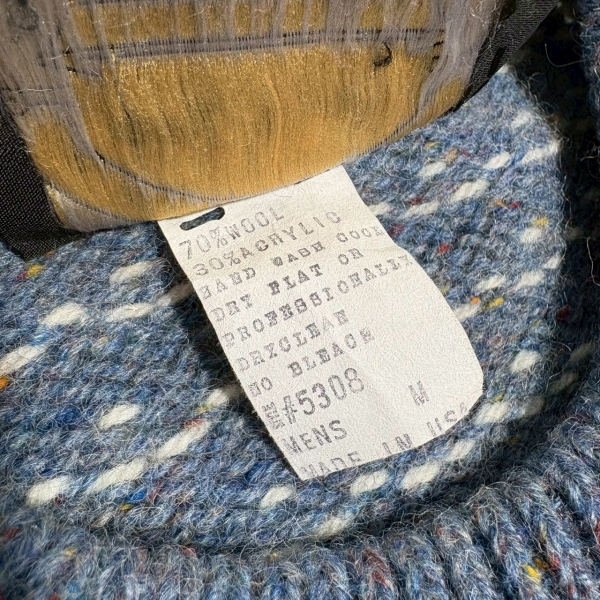 70% WOOL
30% ACRYLIC
HAND WASH COOL
DRY FLAT OR
PROFESSIONALLY
DRYCLEAN
NO BLEACH
#5308
MENS M
MADE IN USA